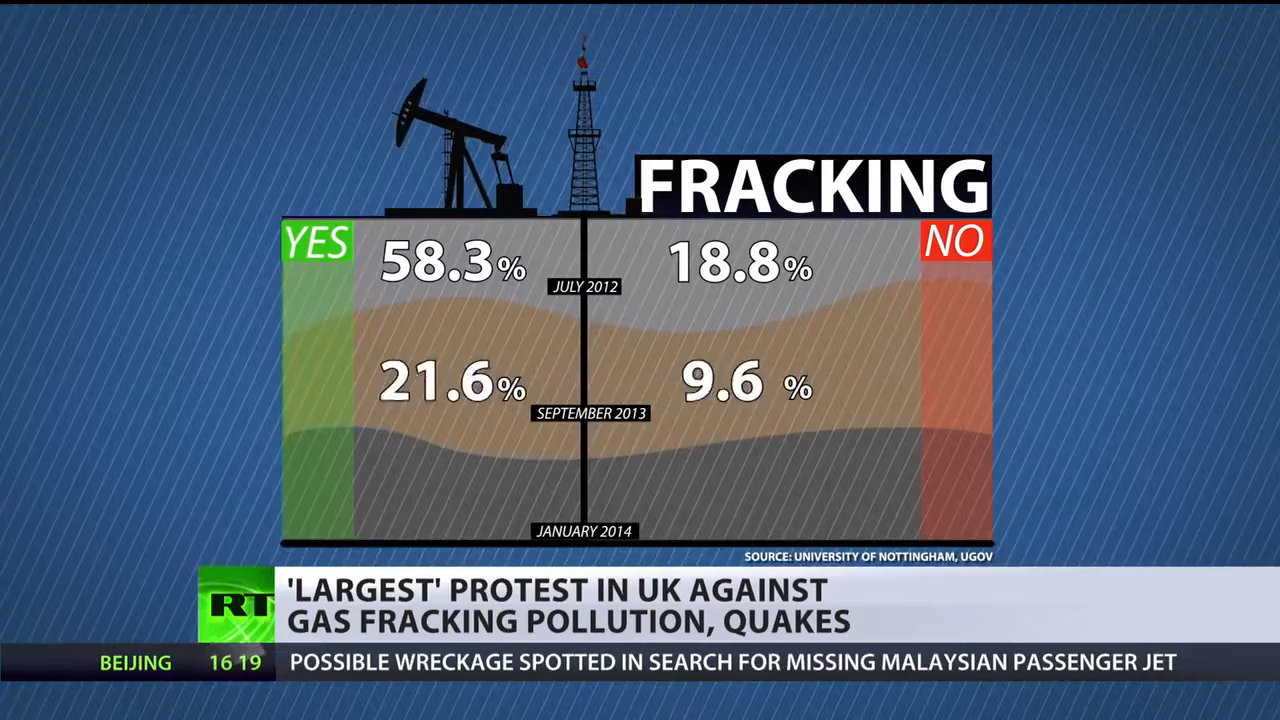 FRACKING
YES
NO
58.3% 18.8%
JULY 2012
21.6% 9.6 %
SEPTEMBER 2013
JANUARY 2014
SOURCE: UNIVERSITY OF NOTTINGHAM, UGOV
RT
'LARGEST' PROTEST IN UK AGAINST
GAS FRACKING POLLUTION, QUAKES
BEIJING 16 19 POSSIBLE WRECKAGE SPOTTED IN SEARCH FOR MISSING MALAYSIAN PASSENGER JET